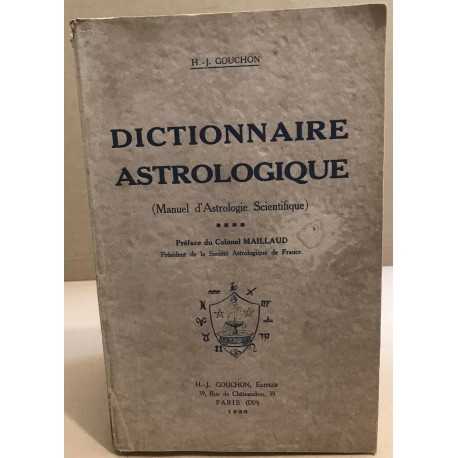 H.-J. GOUCHON
DICTIONNAIRE
ASTROLOGIQUE
(Manuel d'Astrologie Scientifique)
Préface du Colonel MAILLAUD
Président de la Société Astrologique de France
H.-J. GOUCHON, Editeur
39, Rue de Châteaudun, 39
PARIS (IXᵉ)